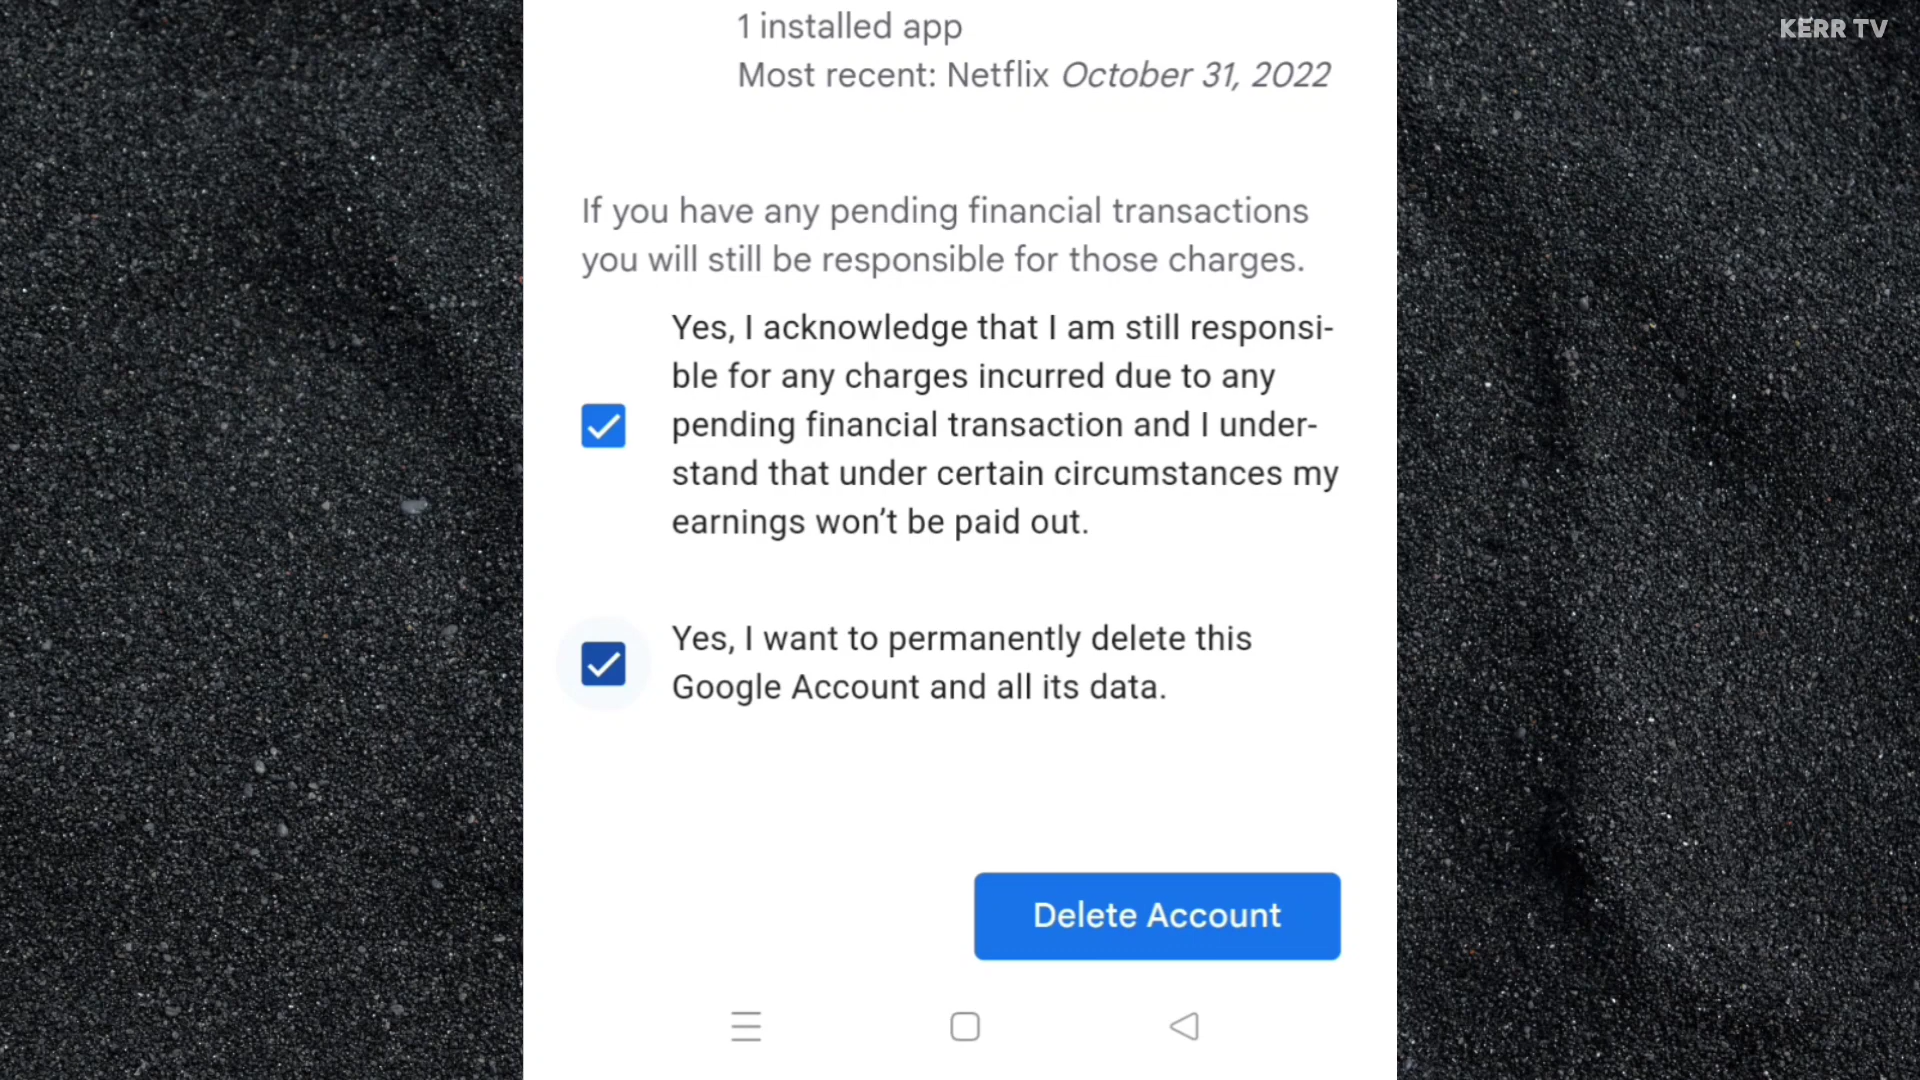 KERR TV
1 installed app
Most recent: Netflix October 31, 2022
If you have any pending financial transactions
you will still be responsible for those charges.
Yes, I acknowledge that I am still responsi-
ble for any charges incurred due to any
pending financial transaction and I under-
stand that under certain circumstances my
earnings won’t be paid out.
Yes, I want to permanently delete this
Google Account and all its data.
Delete Account